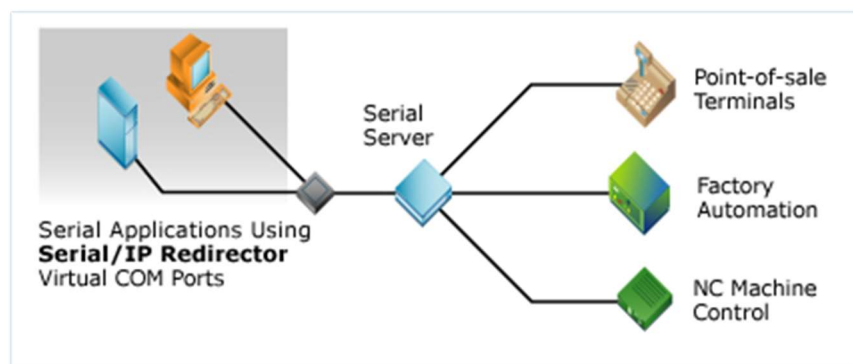 Serial Applications Using
Serial/IP Redirector
Virtual COM Ports
Serial
Server
Point-of-sale
Terminals
Factory
Automation
NC Machine
Control